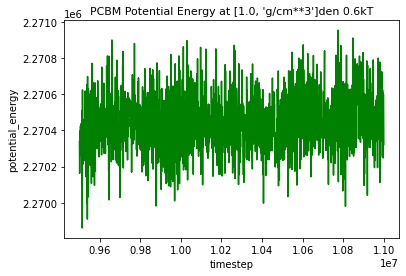 PCBM Potential Energy at [1.0, 'g/cm**3']den 0.6kT
1e6
2.2710
2.2708
2.2706
2.2704
2.2702
2.2700
potential_energy
0.96 0.98 1.00 1.02 1.04 1.06 1.08 1.10
1e7
timestep